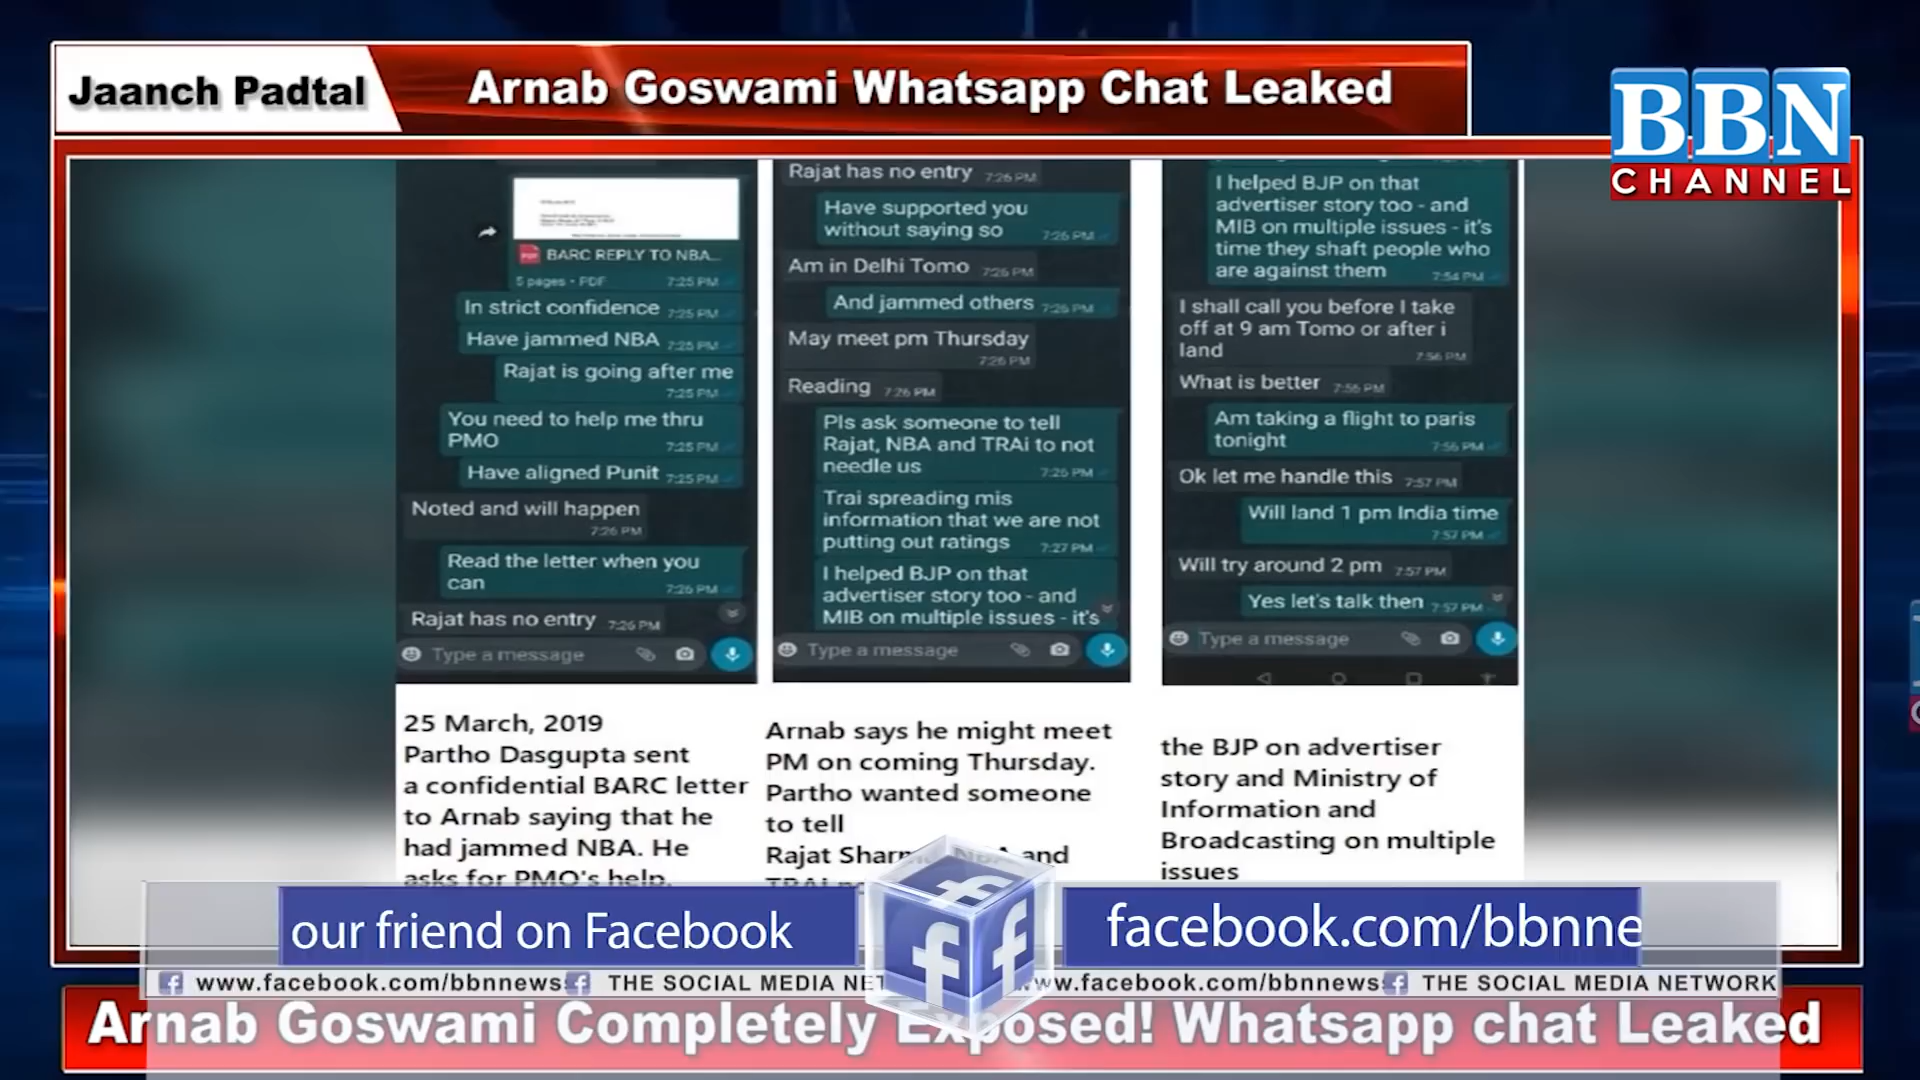 Jaanch Padtal
Arnab Goswami Whatsapp Chat Leaked
BBN
CHANNEL
BARC REPLY TO NBA...
5 pages • PDF 7:25 PM
In strict confidence 7:25 PM
Have jammed NBA 7:25 PM
Rajat is going after me
7:25 PM
You need to help me thru
PMO 7:25 PM
Have aligned Punit 7:25 PM
Noted and will happen
7:26 PM
Read the letter when you
can 7:26 PM
Rajat has no entry 7:26 PM
Type a message
25 March, 2019
Partho Dasgupta sent
a confidential BARC letter
to Arnab saying that he
had jammed NBA. He
asks for PMO's help.
Rajat has no entry 7:26 PM
Have supported you
without saying so 7:26 PM
Am in Delhi Tomo 7:26 PM
And jammed others 7:26 PM
May meet pm Thursday
7:26 PM
Reading 7:26 PM
Pls ask someone to tell
Rajat, NBA and TRAi to not
needle us 7:26 PM
Trai spreading mis
information that we are not
putting out ratings 7:27 PM
I helped BJP on that
advertiser story too - and
MIB on multiple issues - it's
Type a message
Arnab says he might meet
PM on coming Thursday.
Partho wanted someone
to tell
Rajat Sharma, NBA and
TRAI
I helped BJP on that
advertiser story too - and
MIB on multiple issues - it's
time they shaft people who
are against them 7:54 PM
I shall call you before I take
off at 9 am Tomo or after i
land 7:56 PM
What is better 7:56 PM
Am taking a flight to paris
tonight 7:56 PM
Ok let me handle this 7:57 PM
Will land 1 pm India time
7:57 PM
Will try around 2 pm 7:57 PM
Yes let's talk then 7:57 PM
Type a message
the BJP on advertiser
story and Ministry of
Information and
Broadcasting on multiple
issues
our friend on Facebook
facebook.com/bbnne
www.facebook.com/bbnnews THE SOCIAL MEDIA NE
www.facebook.com/bbnnews THE SOCIAL MEDIA NETWORK
Arnab Goswami Completely Exposed! Whatsapp chat Leaked